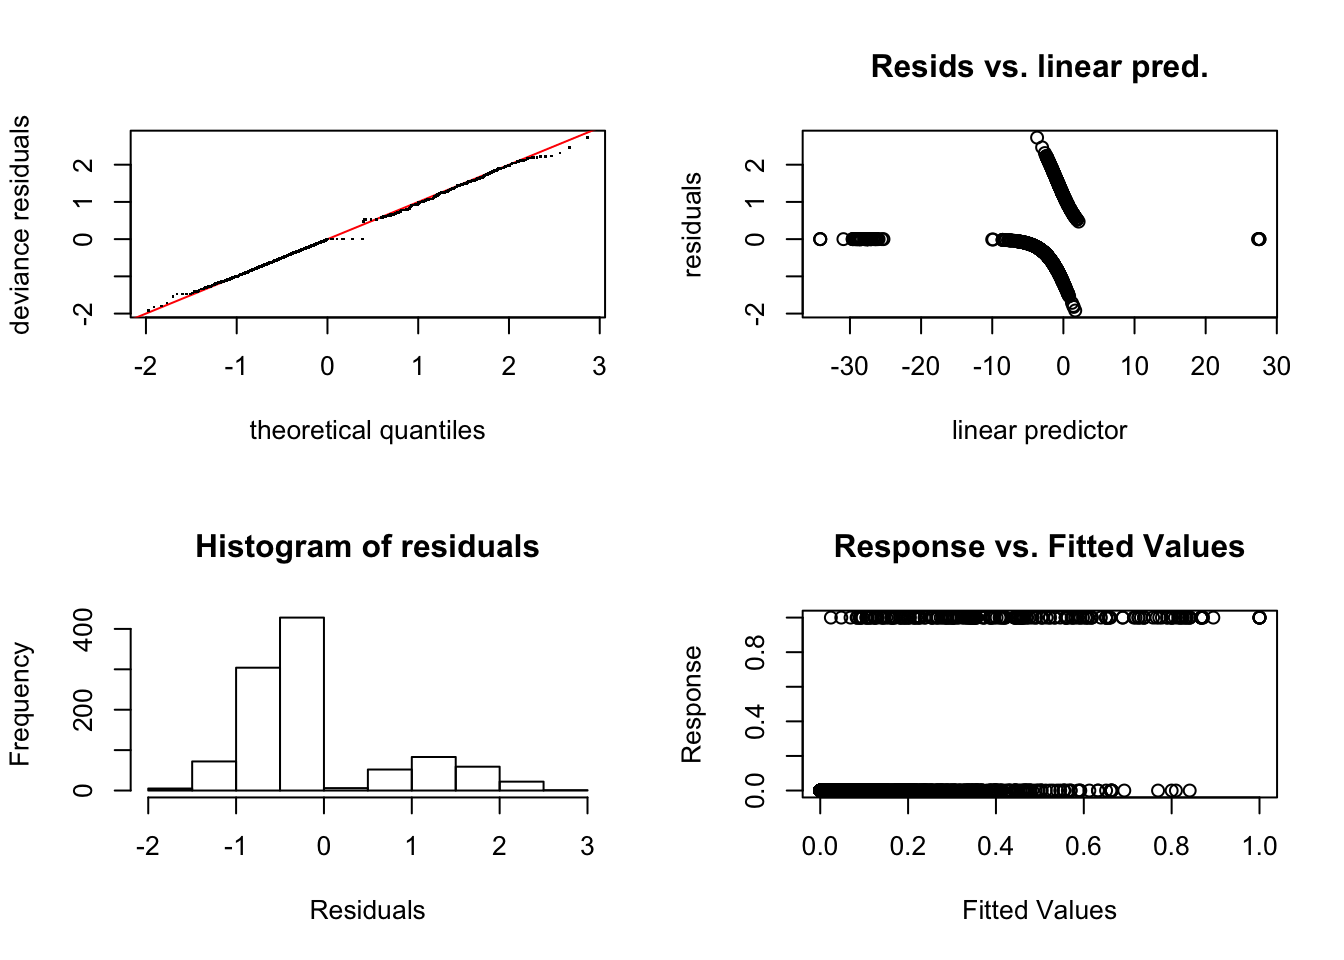 deviance residuals
2
1
0
-2
-2 -1 0 1 2 3
theoretical quantiles
Resids vs. linear pred.
residuals
2
1
0
-2
-30 -20 -10 0 10 20 30
linear predictor
Histogram of residuals
Frequency
400
200
0
-2 -1 0 1 2 3
Residuals
Response vs. Fitted Values
Response
0.8
0.4
0.0
0.0 0.2 0.4 0.6 0.8 1.0
Fitted Values